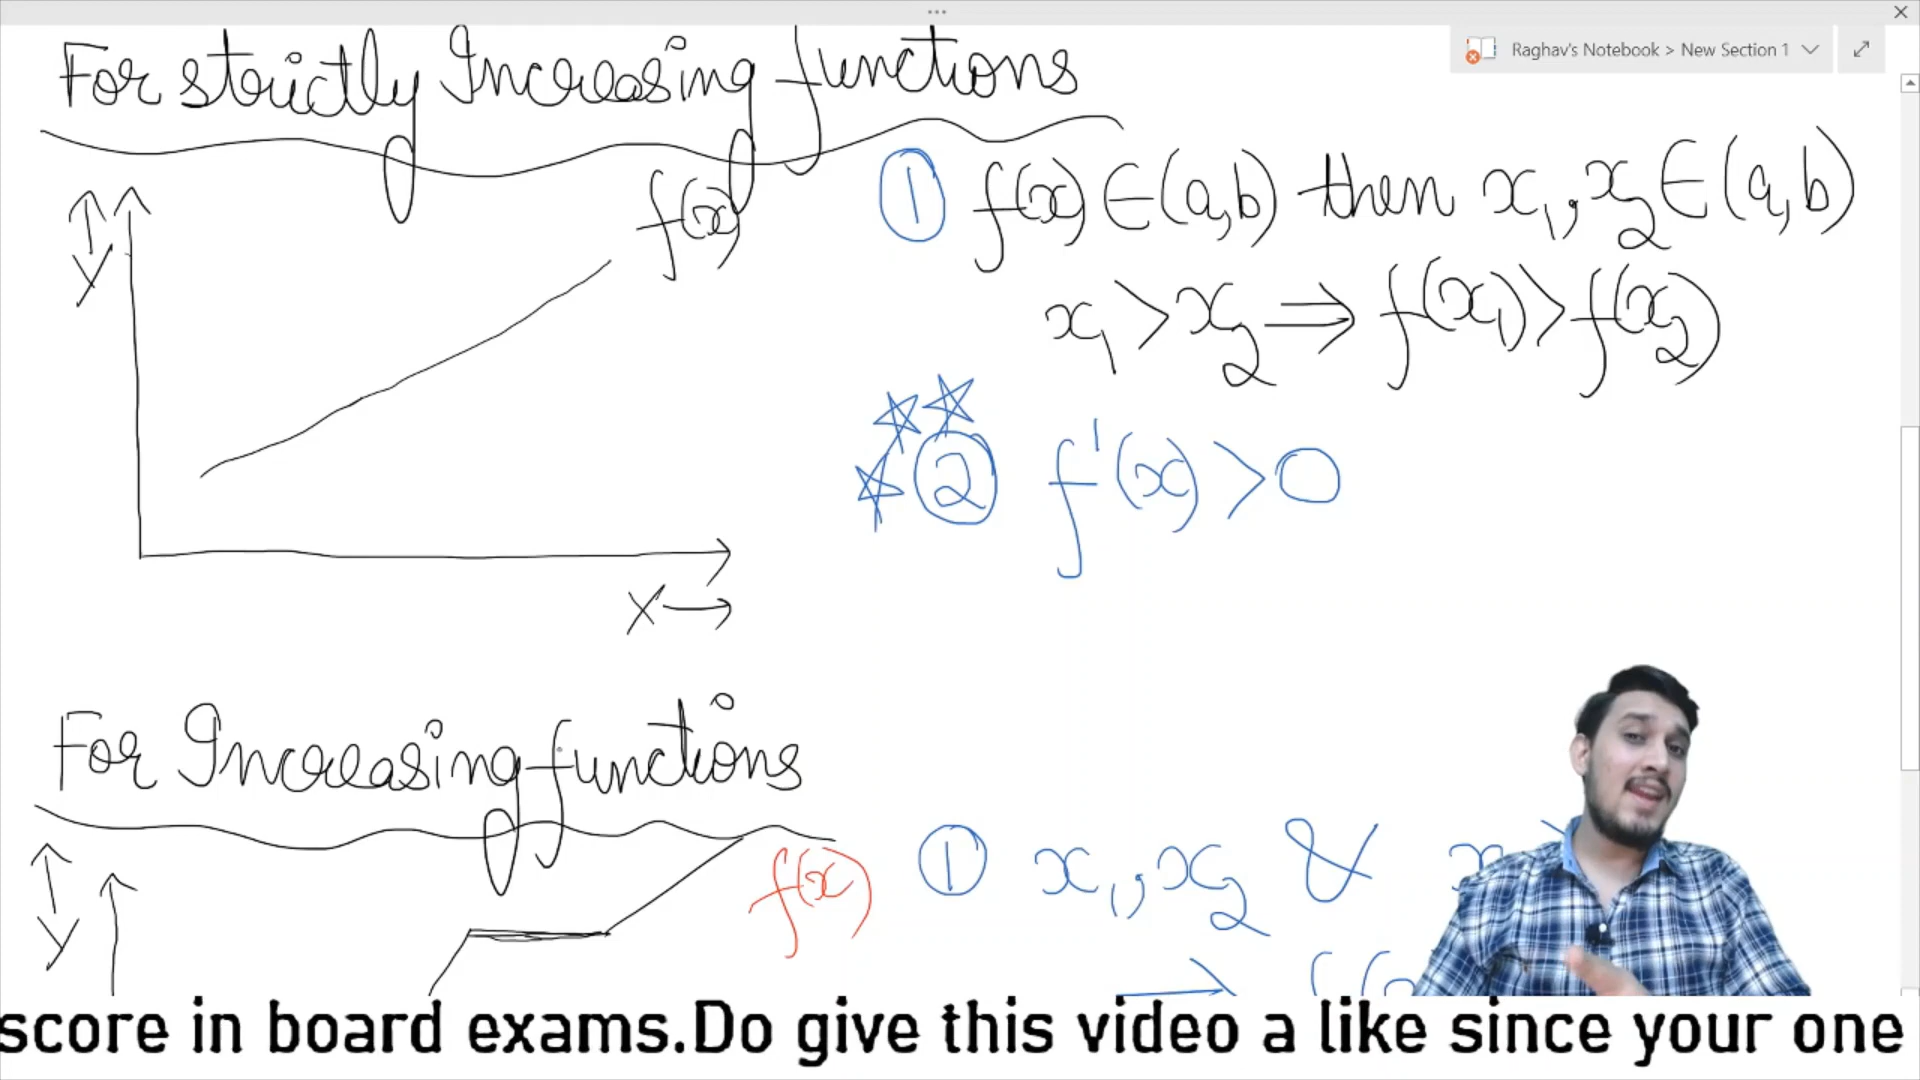 For strictly Increasing functions
Raghav's Notebook > New Section 1
f(x)
① f(x) ∈ (a,b) then x₁, x₂ ∈ (a,b)
x₁ > x₂ ⇒ f(x₁) > f(x₂)
② f'(x) > 0
Y
X →
For Increasing functions
f(x)
① x₁, x₂ &
Y
score in board exams.Do give this video a like since your one